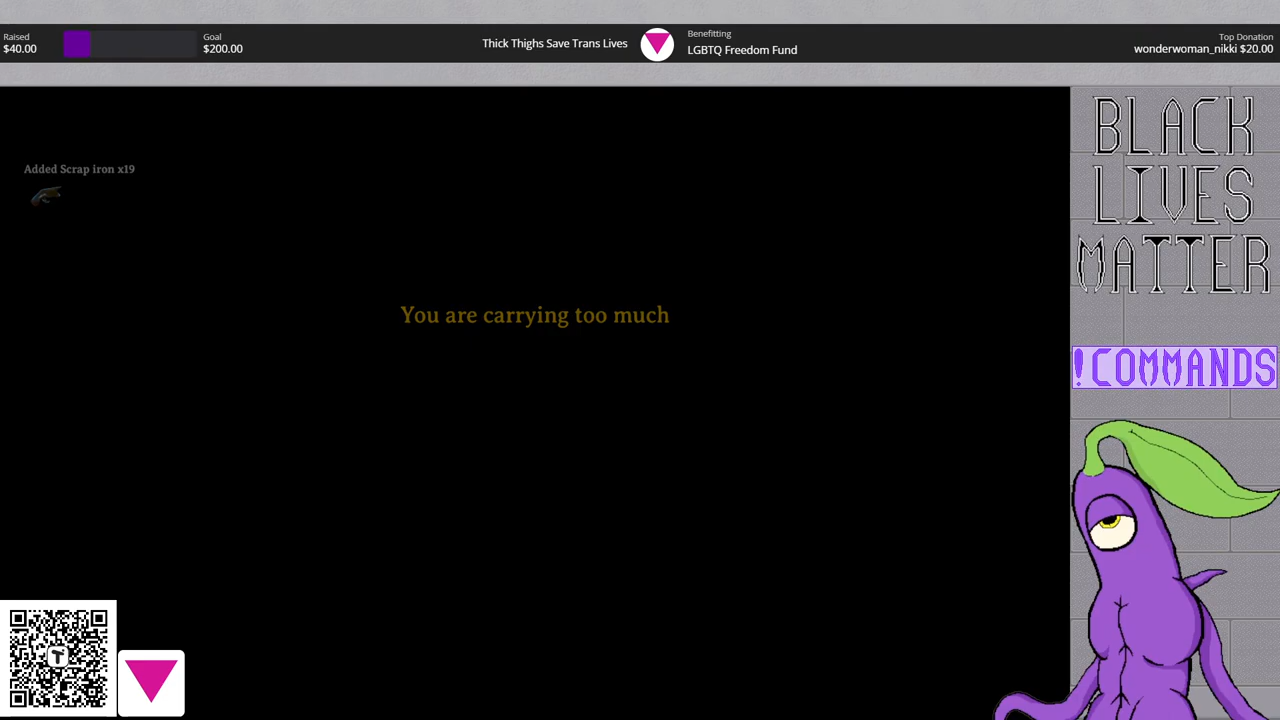 Raised
$40.00
Goal
$200.00
Thick Thighs Save Trans Lives
Benefitting
LGBTQ Freedom Fund
Top Donation
wonderwoman_nikki $20.00
Added Scrap iron x19
You are carrying too much
BLACK
LIVES
MATTER
!COMMANDS
T